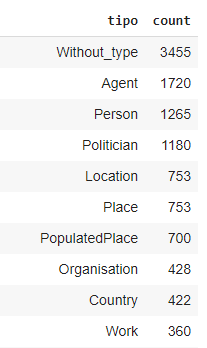 tipo count
Without_type 3455
Agent 1720
Person 1265
Politician 1180
Location 753
Place 753
PopulatedPlace 700
Organisation 428
Country 422
Work 360